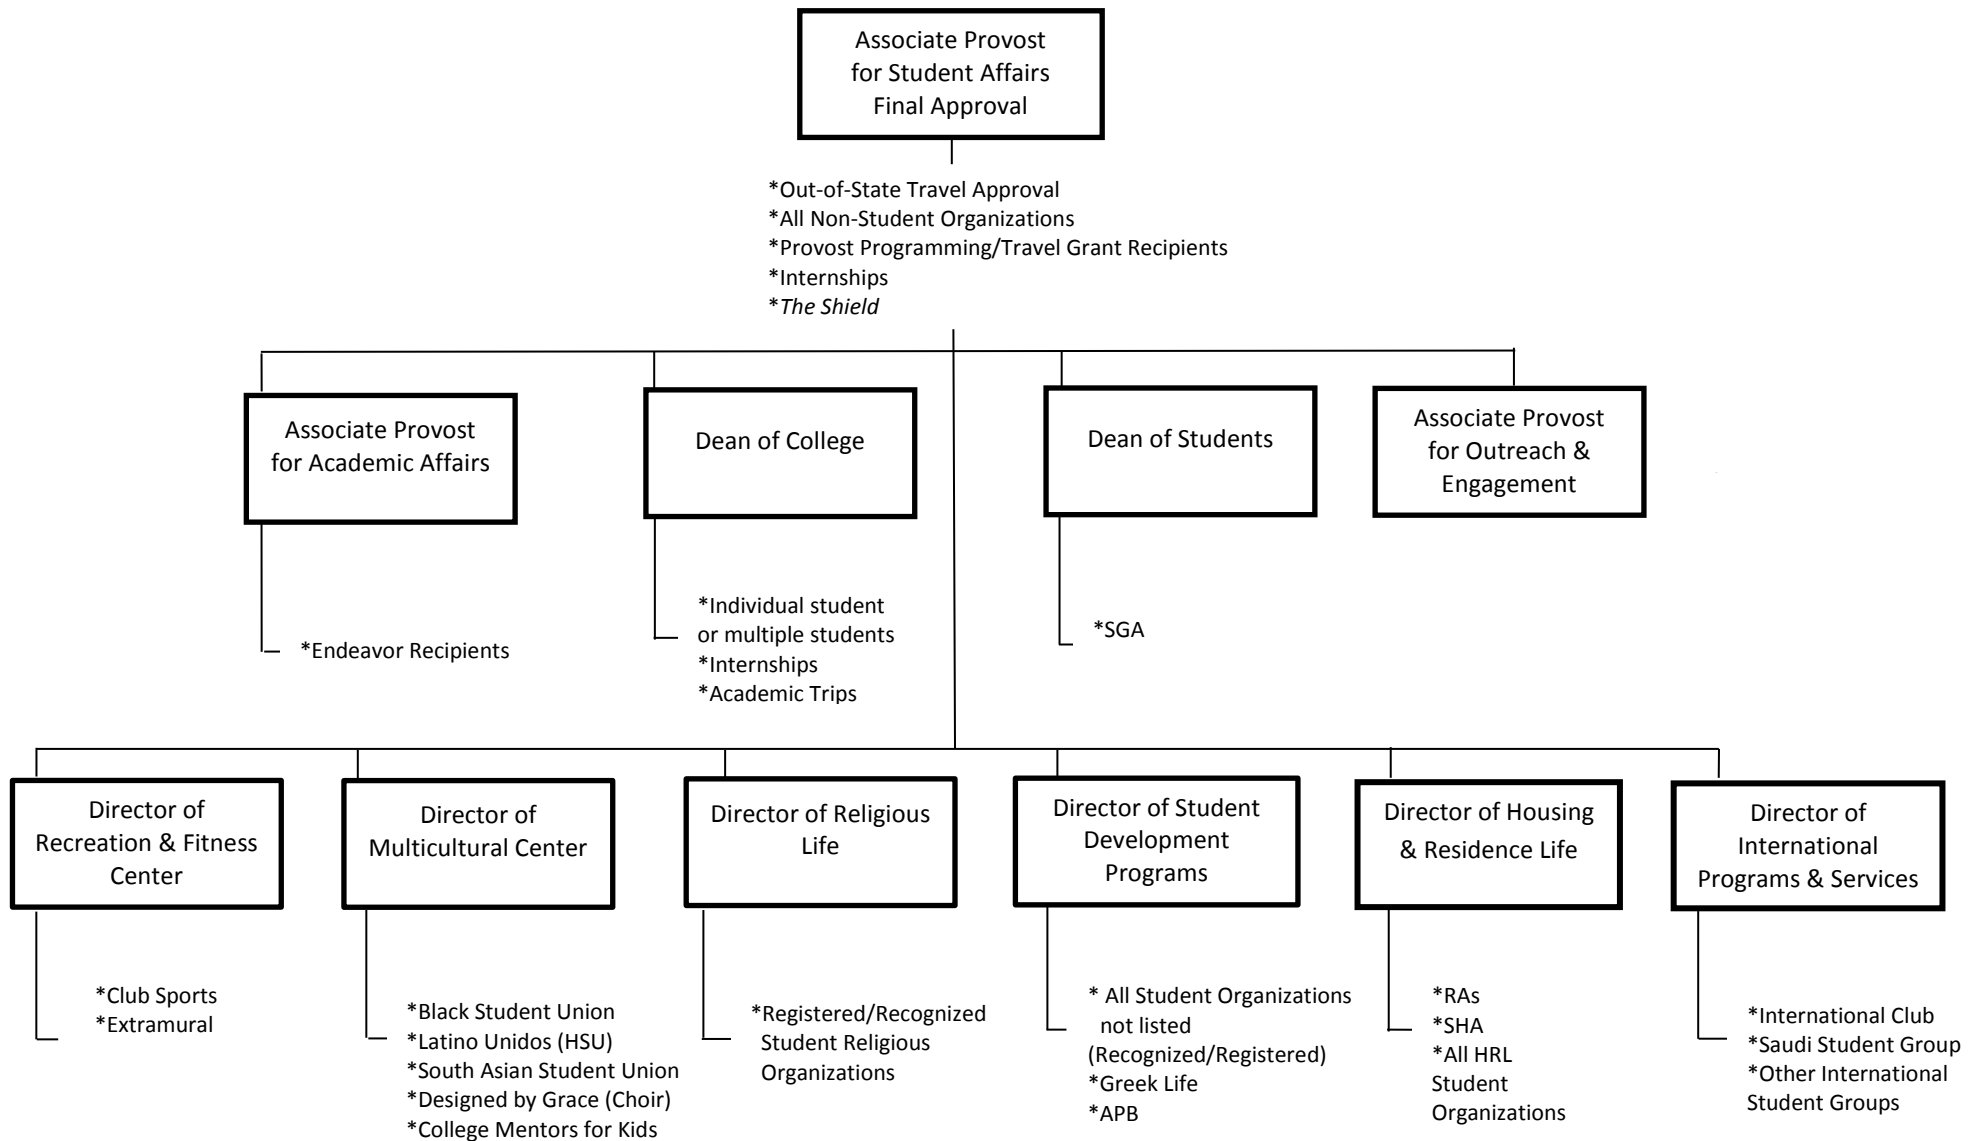 Associate Provost
for Student Affairs
Final Approval
*Out-of-State Travel Approval
*All Non-Student Organizations
*Provost Programming/Travel Grant Recipients
*Internships
*The Shield
Associate Provost
for Academic Affairs
Dean of College
Dean of Students
Associate Provost
for Outreach &
Engagement
*Endeavor Recipients
*Individual student
or multiple students
*Internships
*Academic Trips
*SGA
Director of
Recreation & Fitness
Center
Director of
Multicultural Center
Director of Religious
Life
Director of Student
Development
Programs
Director of Housing
& Residence Life
Director of
International
Programs & Services
*Club Sports
*Extramural
*Black Student Union
*Latino Unidos (HSU)
*South Asian Student Union
*Designed by Grace (Choir)
*College Mentors for Kids
*Registered/Recognized
Student Religious
Organizations
* All Student Organizations
not listed
(Recognized/Registered)
*Greek Life
*APB
*RAs
*SHA
*All HRL
Student
Organizations
*International Club
*Saudi Student Group
*Other International
Student Groups